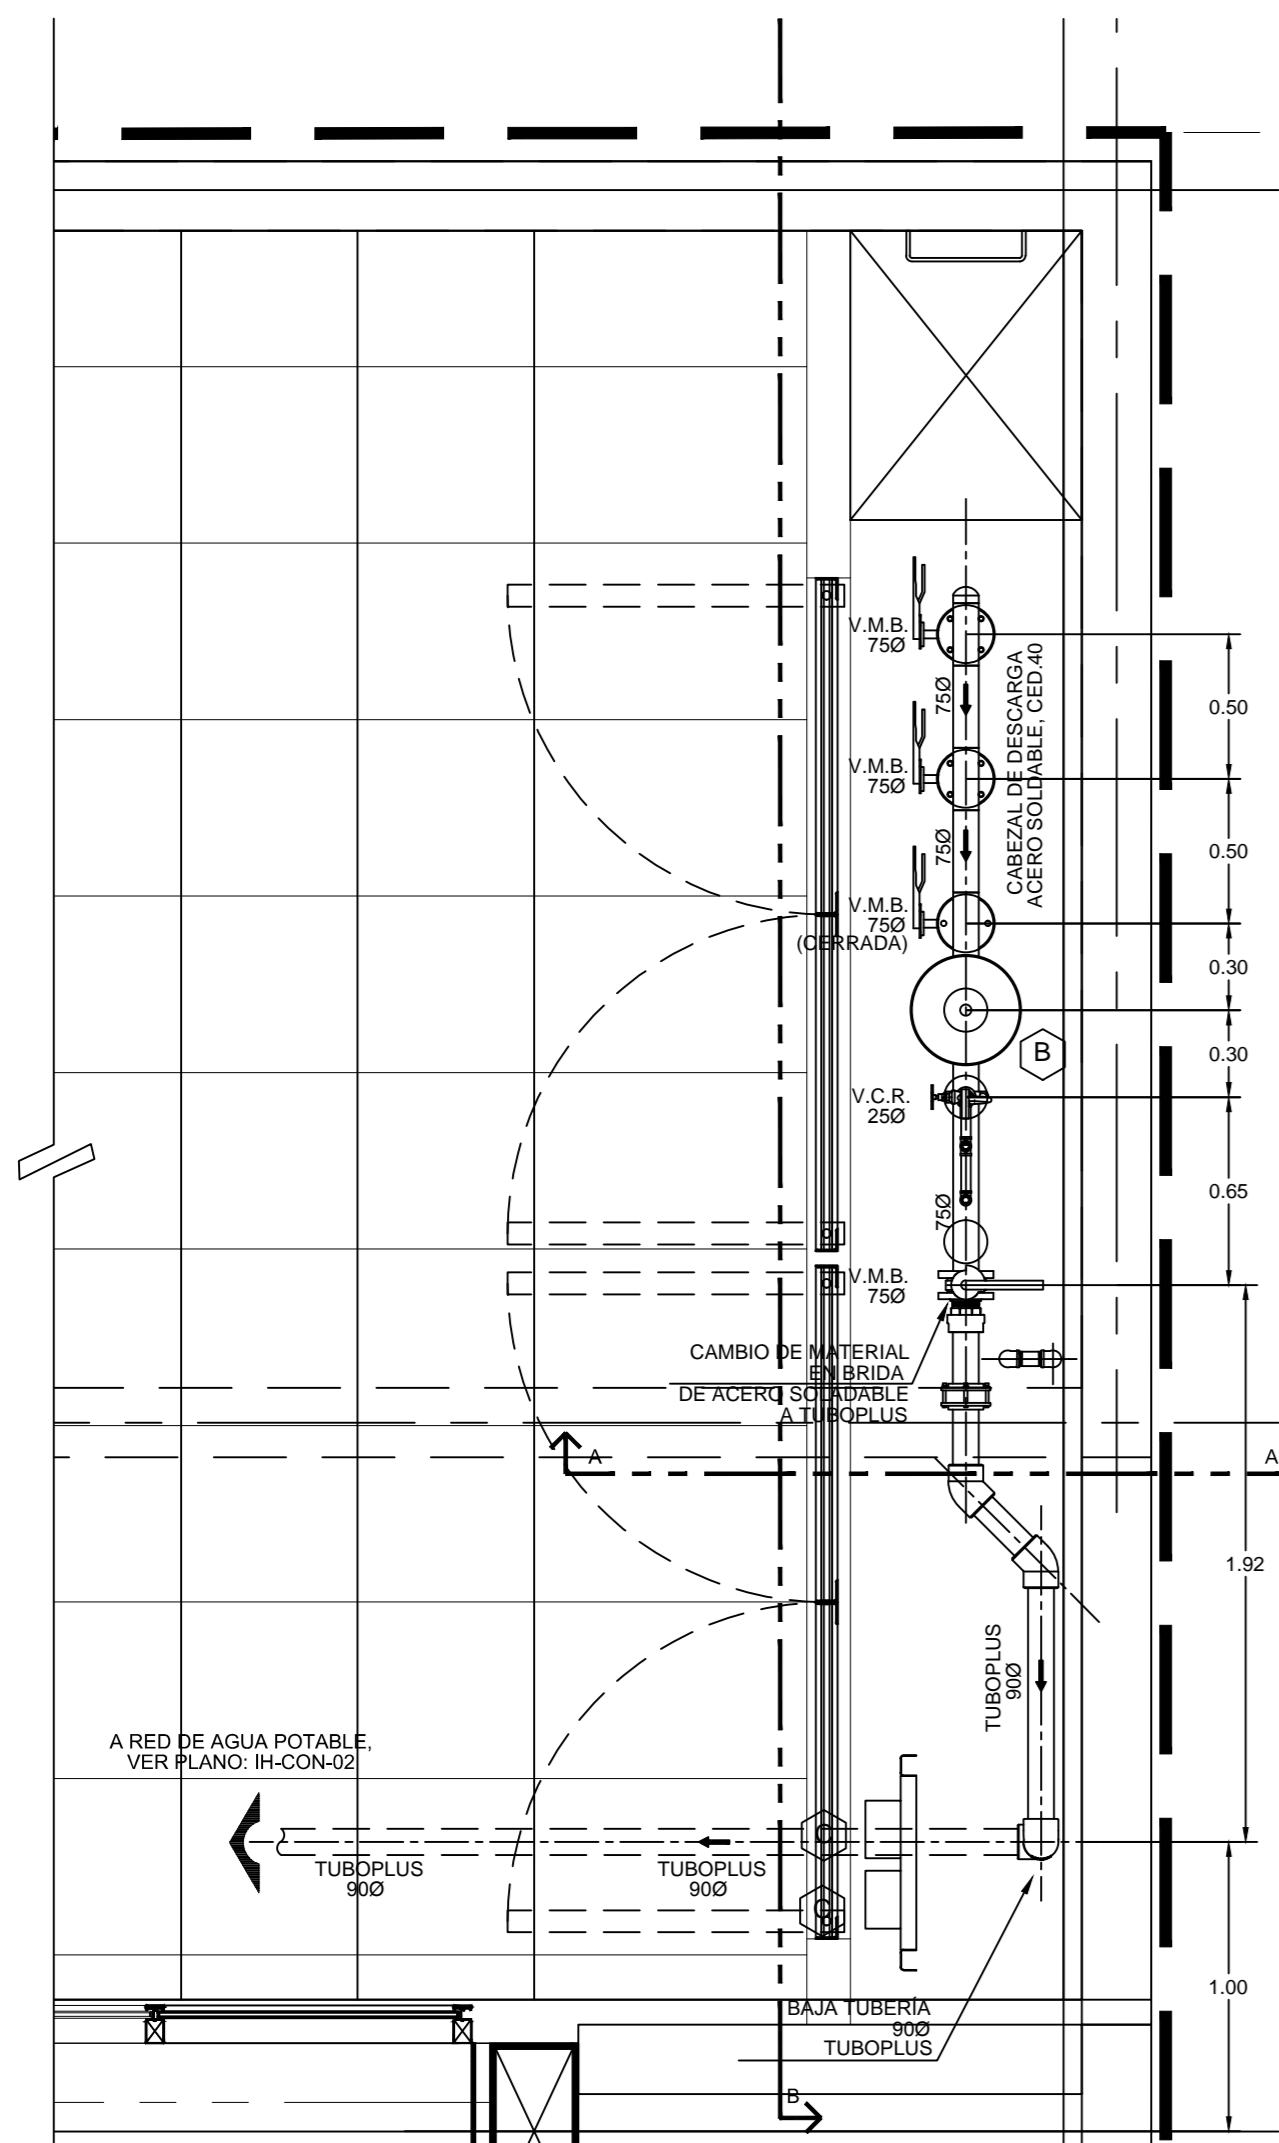 V.M.B.
75Ø
75Ø
CABEZAL DE DESCARGA
ACERO SOLDABLE, CED.40
0.50
V.M.B.
75Ø
75Ø
0.50
V.M.B.
75Ø
(CERRADA)
0.30
B
0.30
V.C.R.
25Ø
0.65
75Ø
V.M.B.
75Ø
CAMBIO DE MATERIAL
EN BRIDA
DE ACERO SOLADABLE
A TUBOPLUS
A
A
1.92
TUBOPLUS
90Ø
A RED DE AGUA POTABLE,
VER PLANO: IH-CON-02
C
TUBOPLUS
90Ø
TUBOPLUS
90Ø
C
1.00
BAJA TUBERÍA
90Ø
TUBOPLUS
B